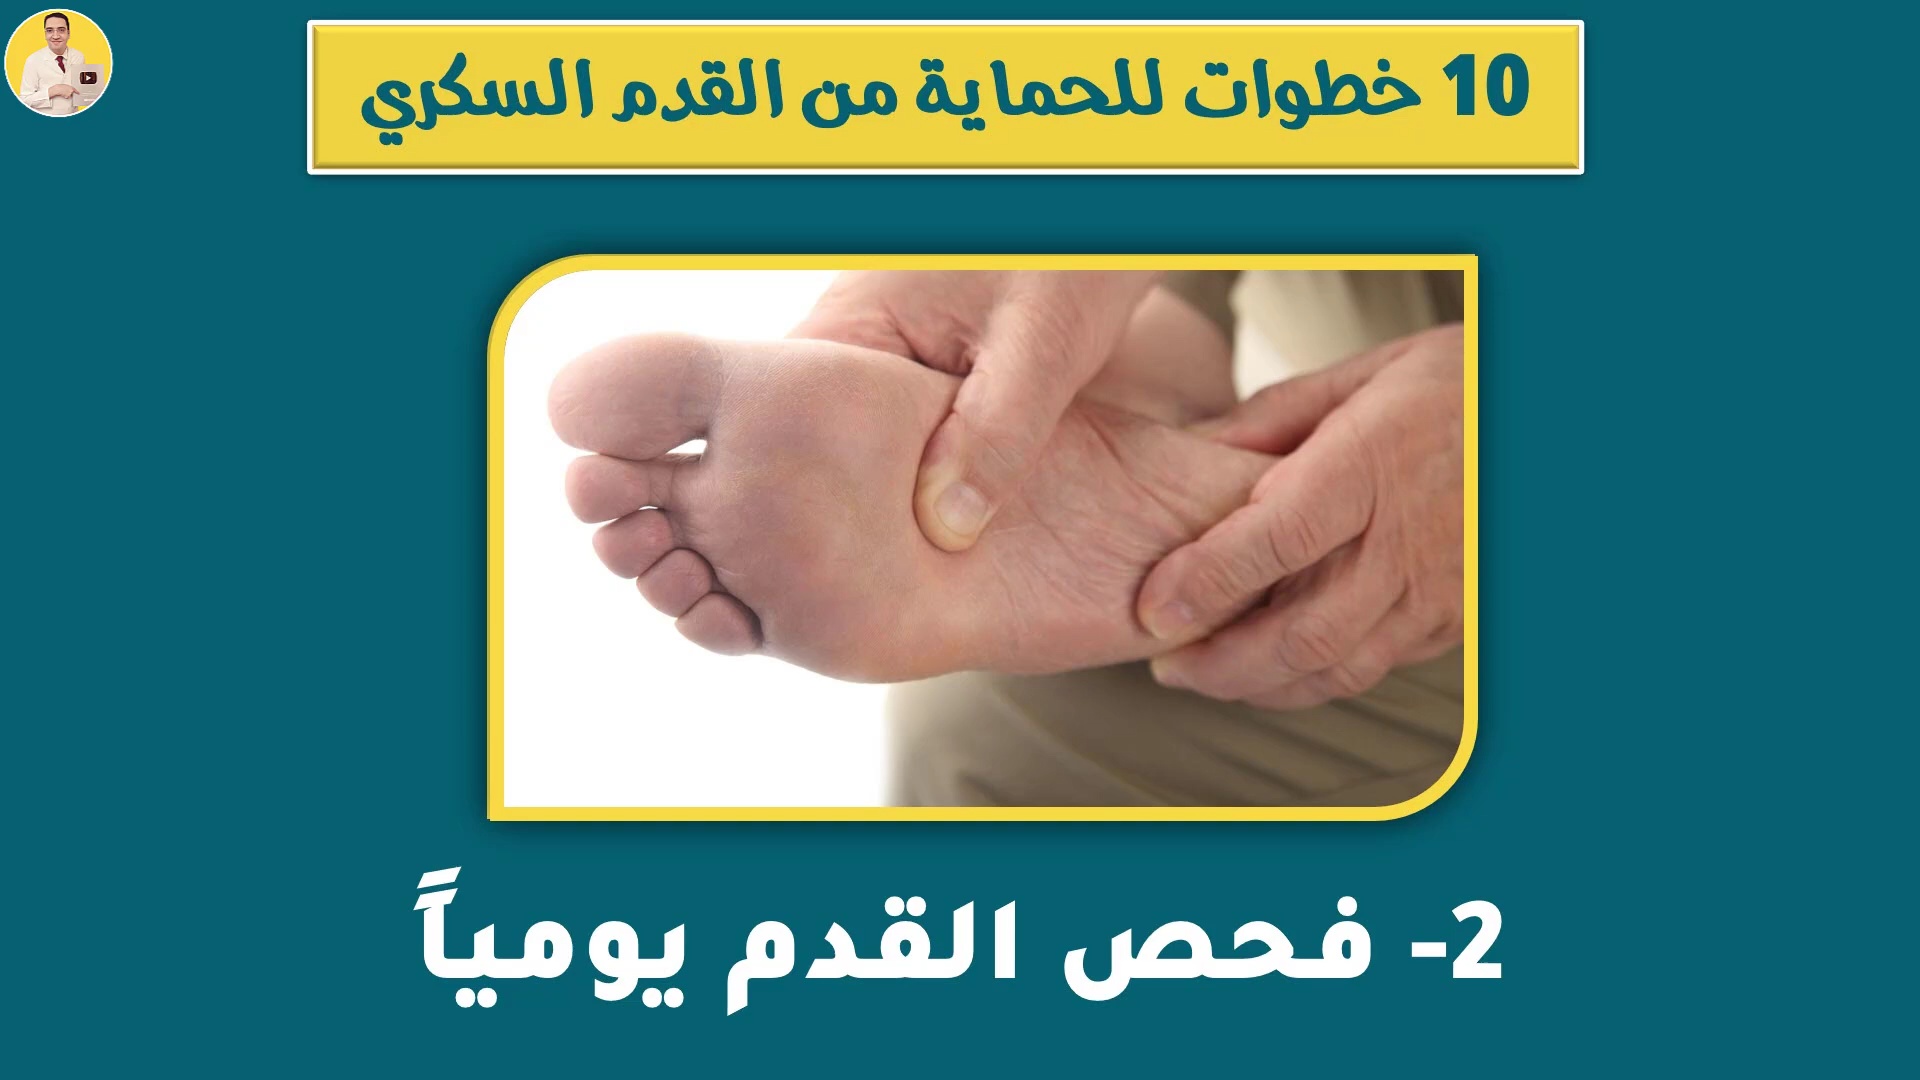 10 خطوات للحماية من القدم السكري
2- فحص القدم يومياً